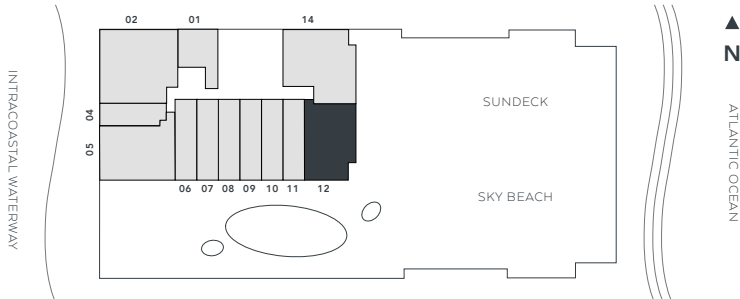 02
01
14
N
INTRACOASTAL WATERWAY
04
05
SUNDECK
ATLANTIC OCEAN
06
07
08
09
10
11
12
SKY BEACH